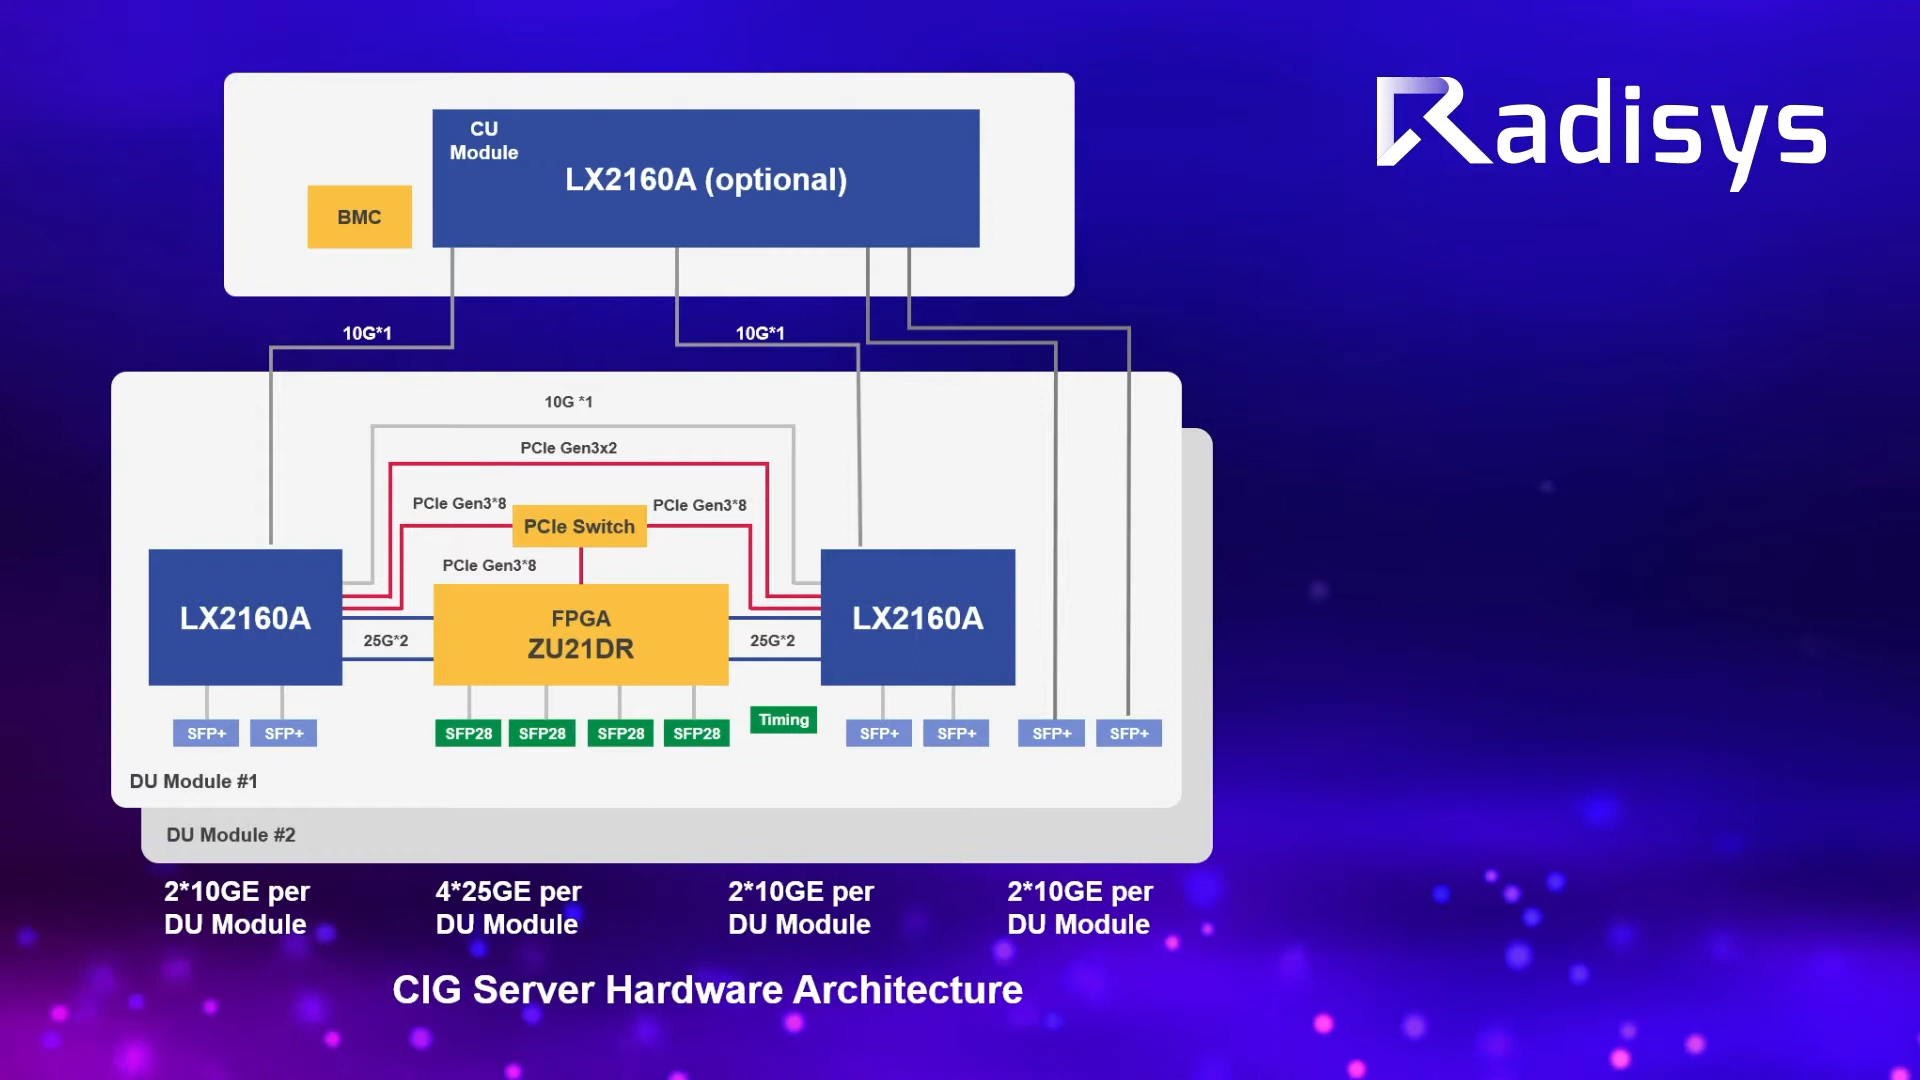 Radisys
CU
Module
LX2160A (optional)
BMC
10G*1
10G*1
10G *1
PCIe Gen3x2
PCIe Gen3*8
PCIe Gen3*8
PCIe Switch
PCIe Gen3*8
LX2160A
FPGA
ZU21DR
LX2160A
25G*2
25G*2
SFP+
SFP+
SFP28
SFP28
SFP28
SFP28
Timing
SFP+
SFP+
SFP+
SFP+
DU Module #1
DU Module #2
2*10GE per
DU Module
4*25GE per
DU Module
2*10GE per
DU Module
2*10GE per
DU Module
CIG Server Hardware Architecture